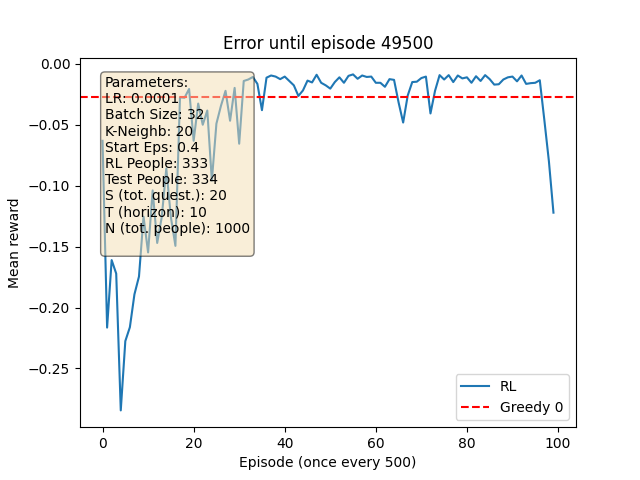 Error until episode 49500
0.00
−0.05
−0.10
−0.15
−0.20
−0.25
Mean reward
Parameters:
LR: 0.0001
Batch Size: 32
K-Neighb: 20
Start Eps: 0.4
RL People: 333
Test People: 334
S (tot. quest.): 20
T (horizon): 10
N (tot. people): 1000
RL
Greedy 0
0 20 40 60 80 100
Episode (once every 500)